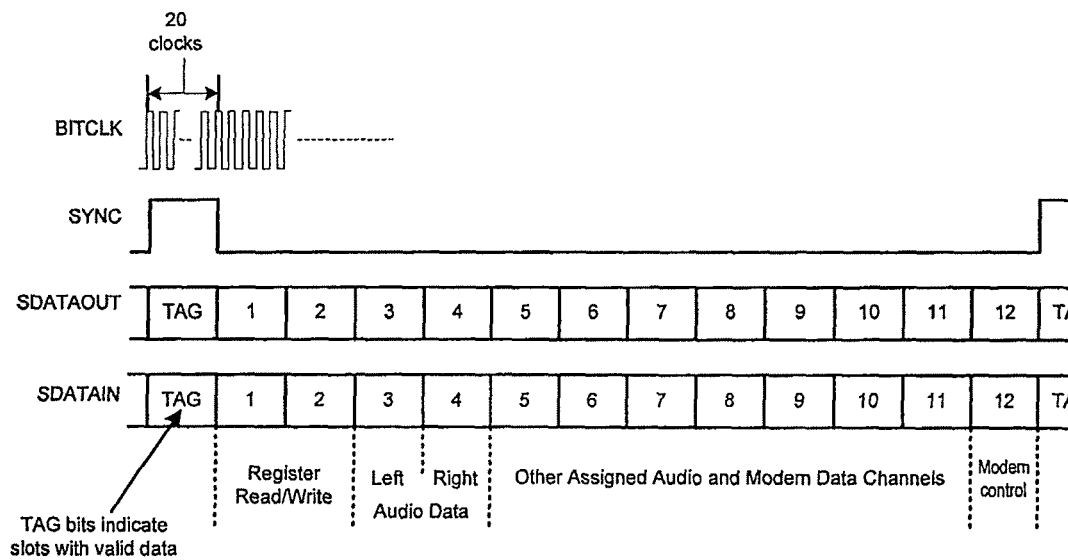 20
clocks
BITCLK
SYNC
SDATAOUT TAG 1 2 3 4 5 6 7 8 9 10 11 12 TA
SDATAIN TAG 1 2 3 4 5 6 7 8 9 10 11 12 TA
Register
Read/Write
Left Right
Audio Data
Other Assigned Audio and Modem Data Channels
Modem
control
TAG bits indicate
slots with valid data